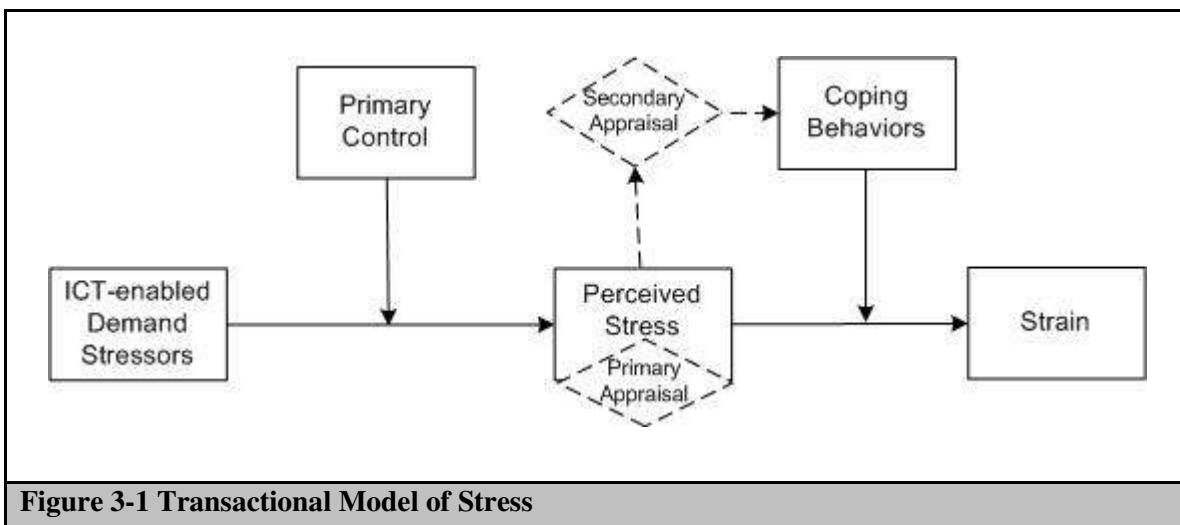 Primary
Control
Secondary
Appraisal
Coping
Behaviors
ICT-enabled
Demand
Stressors
Perceived
Stress
Primary
Appraisal
Strain
Figure 3-1 Transactional Model of Stress